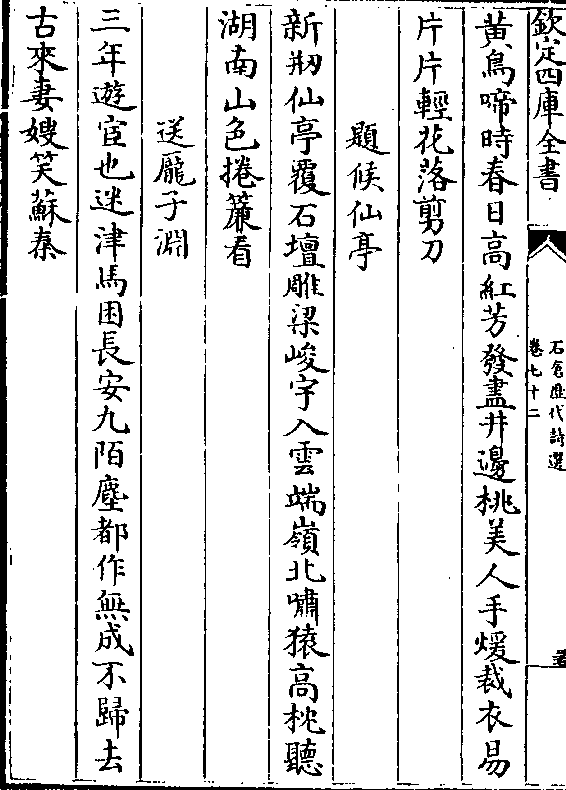 欽定四庫全書
石倉歷代詩選
卷七十二
黃鳥啼時春日高紅芳發盡井邊桃美人手煖裁衣易
片片輕花落剪刀
題候仙亭
新剏仙亭覆石壇雕梁峻宇入雲端嶺北嘯猿高枕聽
湖南山色捲簾看
送龐子淵
三年遊宦也迷津馬困長安九陌塵都作無成不歸去
古來妻嫂笑蘇秦